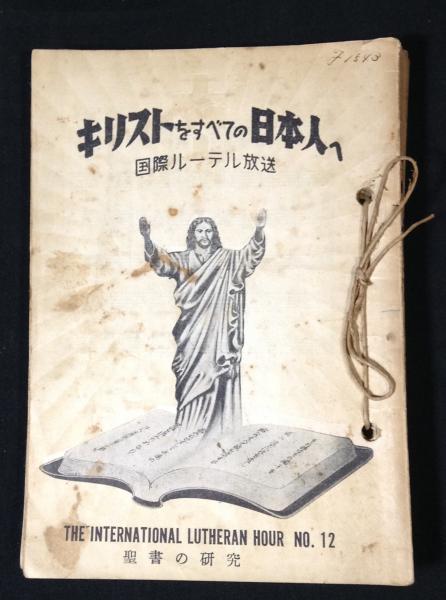 キリストをすべての日本人へ
国際ルーテル放送
THE INTERNATIONAL LUTHERAN HOUR NO. 12
聖書の研究